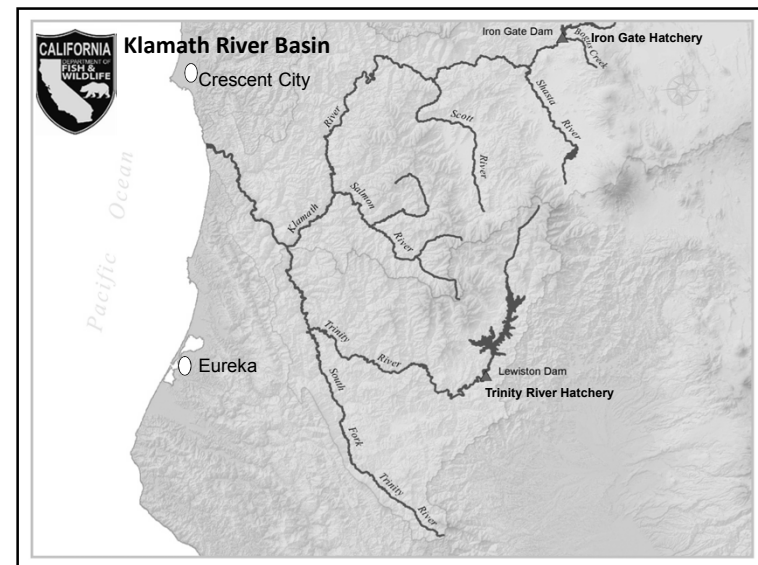 CALIFORNIA
DEPARTMENT OF
FISH &
WILDLIFE
Klamath River Basin
Crescent City
Iron Gate Dam
Iron Gate Hatchery
Bogus Creek
Shasta
River
Scott
River
River
Klamath
Salmon
River
Pacific Ocean
Eureka
Trinity
River
Lewiston Dam
Trinity River Hatchery
South
Fork
Trinity
River